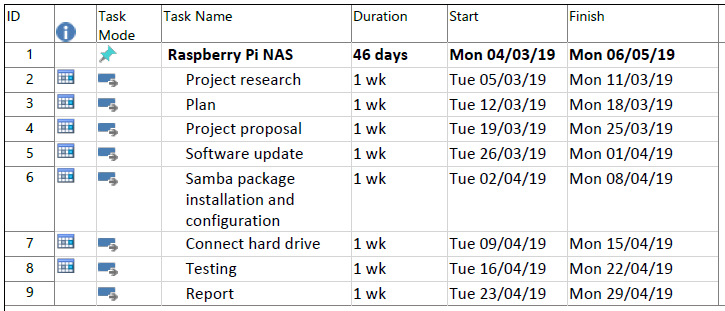 ID Task Mode Task Name Duration Start Finish
1 Raspberry Pi NAS 46 days Mon 04/03/19 Mon 06/05/19
2 Project research 1 wk Tue 05/03/19 Mon 11/03/19
3 Plan 1 wk Tue 12/03/19 Mon 18/03/19
4 Project proposal 1 wk Tue 19/03/19 Mon 25/03/19
5 Software update 1 wk Tue 26/03/19 Mon 01/04/19
6 Samba package 1 wk Tue 02/04/19 Mon 08/04/19
installation and
configuration
7 Connect hard drive 1 wk Tue 09/04/19 Mon 15/04/19
8 Testing 1 wk Tue 16/04/19 Mon 22/04/19
9 Report 1 wk Tue 23/04/19 Mon 29/04/19